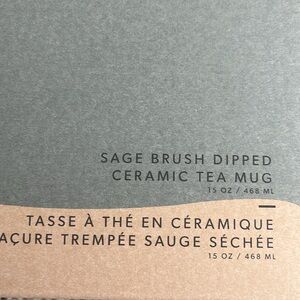 SAGE BRUSH DIPPED
CERAMIC TEA MUG
15 OZ / 468 ML
TASSE À THÉ EN CÉRAMIQUE
AÇURE TREMPÉE SAUGE SÉCHÉE
15 OZ / 468 ML